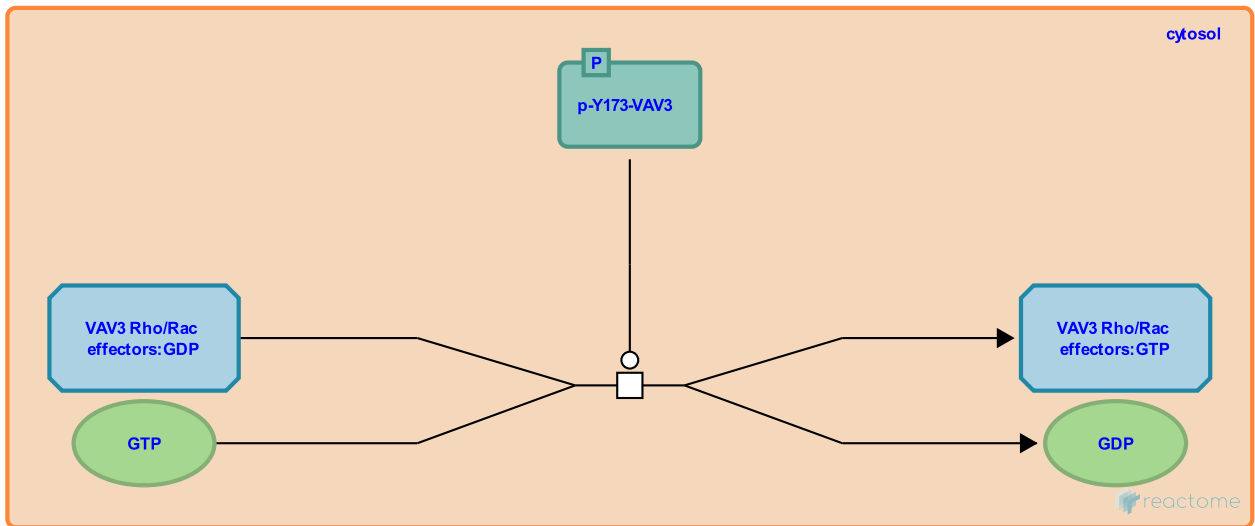 cytosol
P
p-Y173-VAV3
VAV3 Rho/Rac
effectors:GDP
VAV3 Rho/Rac
effectors:GTP
GTP
GDP
reactome